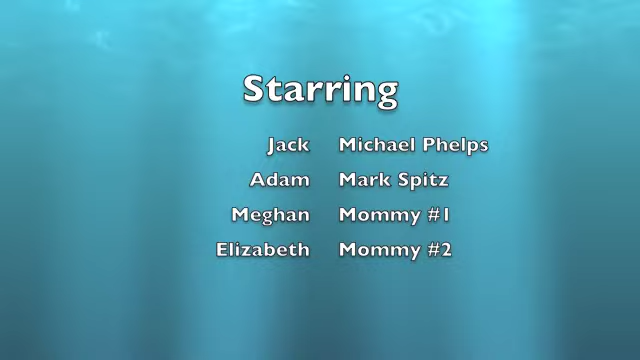 Starring
Jack Michael Phelps
Adam Mark Spitz
Meghan Mommy #1
Elizabeth Mommy #2